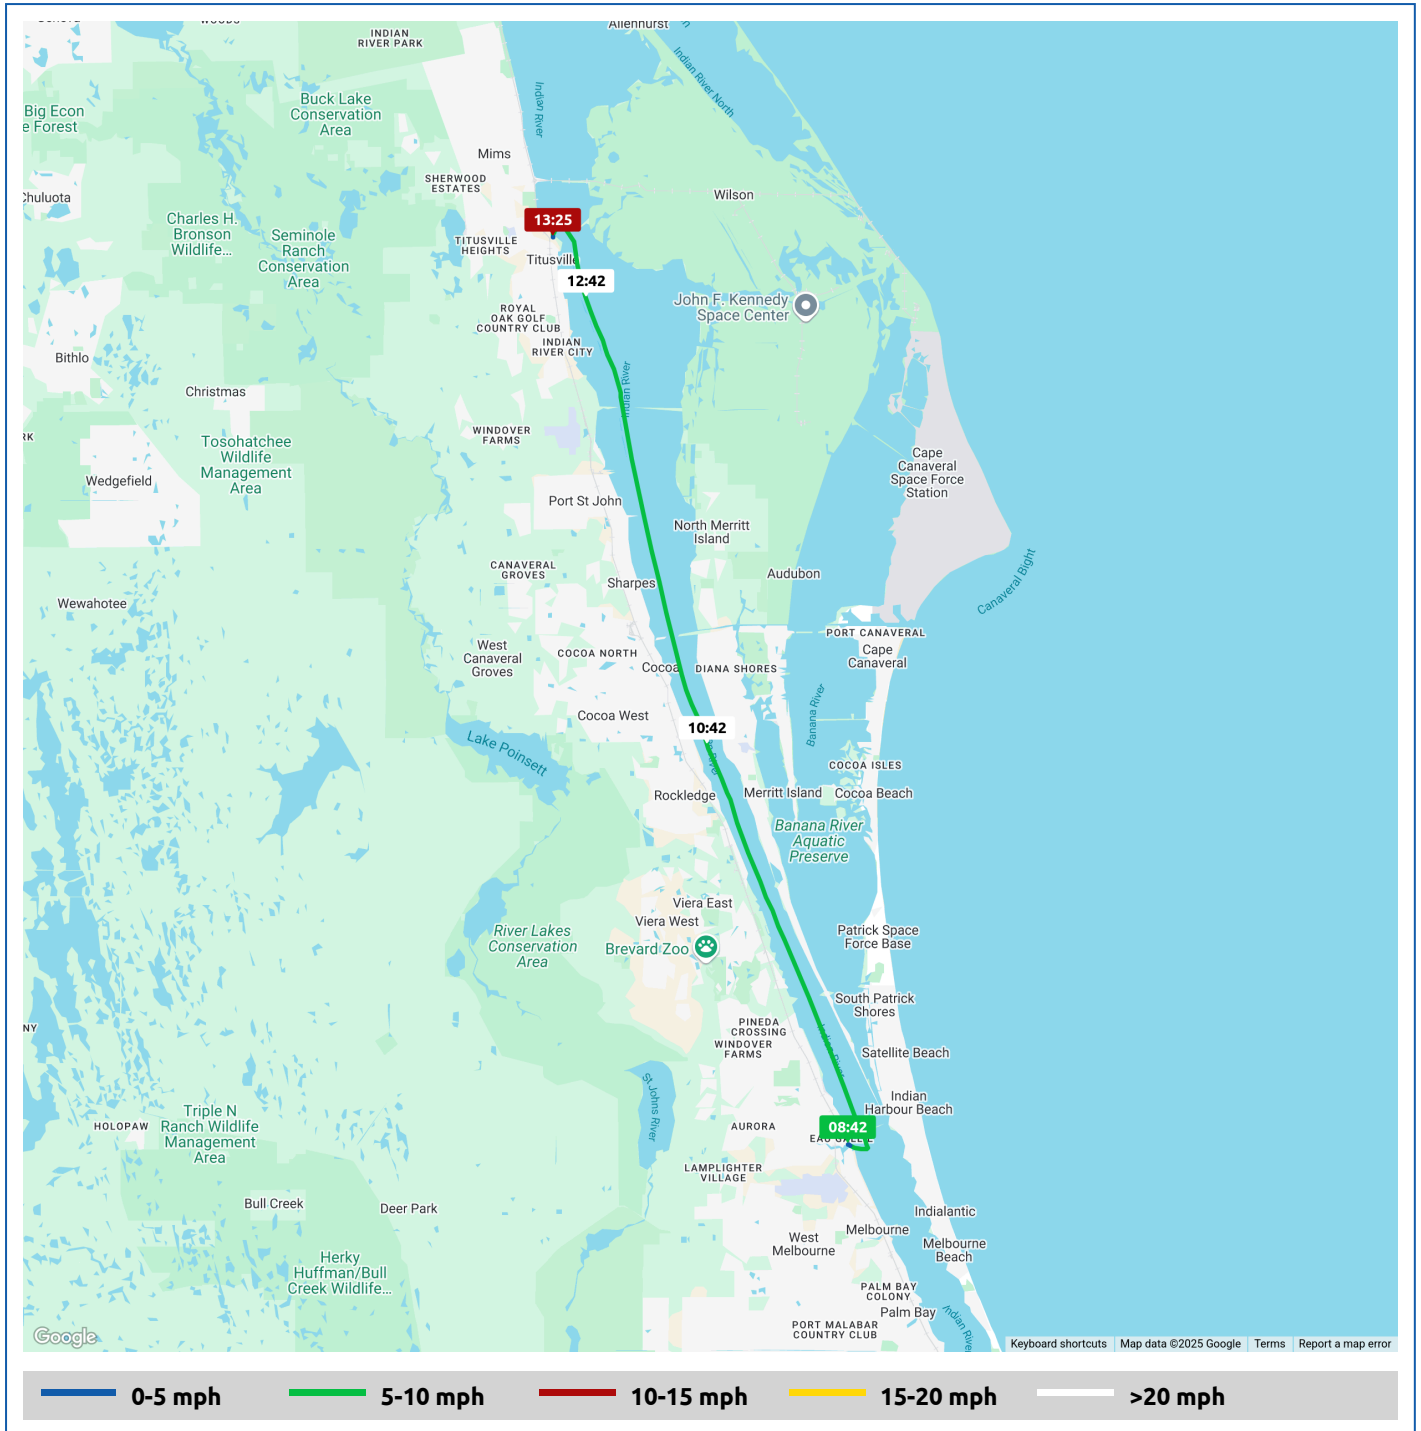 Allenhurst
INDIAN
RIVER PARK
Indian River North
Indian River
Buck Lake
Conservation
Area
Big Econ
e Forest
Mims
SHERWOOD
ESTATES
Wilson
Chuluota
Charles H.
Bronson
Wildlife...
Seminole
Ranch
Conservation
Area
13:25
TITUSVILLE
HEIGHTS
Titusville
12:42
John F. Kennedy
Space Center
ROYAL
OAK GOLF
COUNTRY CLUB
INDIAN
RIVER CITY
Bithlo
Christmas
Indian River
RK
WINDOVER
FARMS
Tosohatchee
Wildlife
Management
Area
Wedgefield
Cape
Canaveral
Space Force
Station
Port St John
North Merritt
Island
CANAVERAL
GROVES
Sharpes
Audubon
Canaveral Bight
Wewahotee
PORT CANAVERAL
Cape
Canaveral
West
Canaveral
Groves
COCOA NORTH
Cocoa
DIANA SHORES
Cocoa West
10:42
Banana River
Lake Poinsett
COCOA ISLES
Rockledge
Merritt Island
Cocoa Beach
Banana River
Aquatic
Preserve
Viera East
Viera West
River Lakes
Conservation
Area
Brevard Zoo
Patrick Space
Force Base
South Patrick
Shores
NY
PINEDA
CROSSING
WINDOVER
FARMS
Indian River
Satellite Beach
St Johns River
Indian
Harbour Beach
Triple N
Ranch Wildlife
Management
Area
HOLOPAW
AURORA
08:42
EAU GALLIE
LAMPLIGHTER
VILLAGE
Bull Creek
Deer Park
Indialantic
Melbourne
West
Melbourne
Melbourne
Beach
Herky
Huffman/Bull
Creek Wildlife...
PALM BAY
COLONY
Palm Bay
Indian River
PORT MALABAR
COUNTRY CLUB
Google
Keyboard shortcuts
Map data ©2025 Google
Terms
Report a map error
0-5 mph
5-10 mph
10-15 mph
15-20 mph
>20 mph